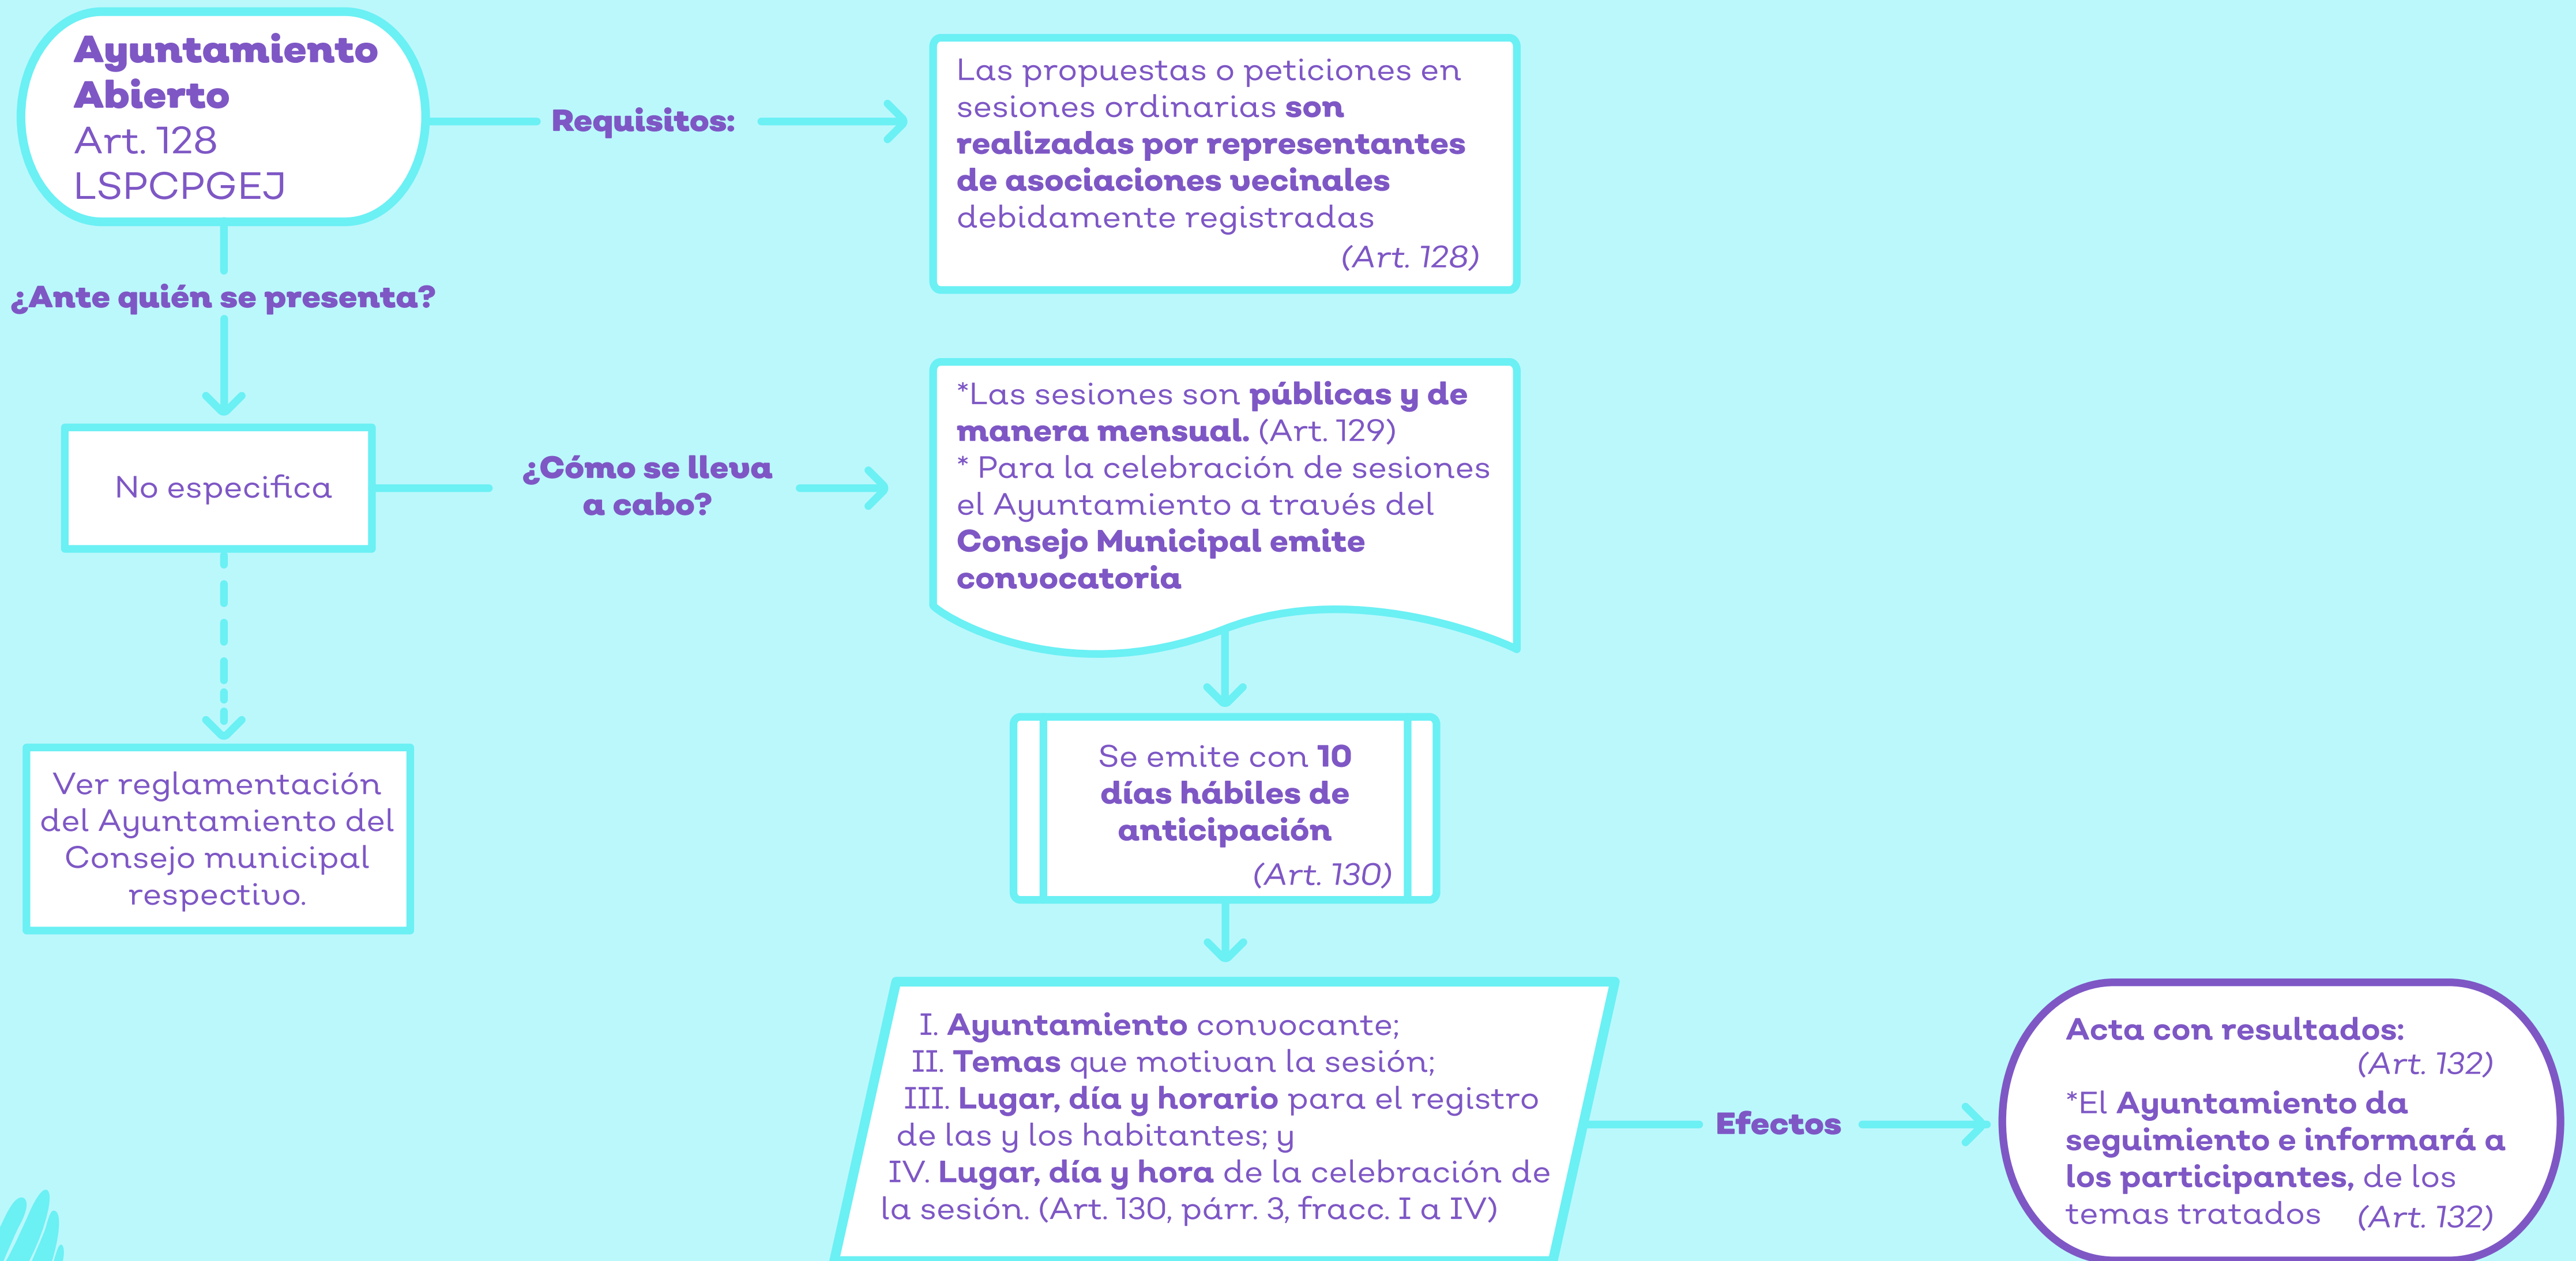 Ayuntamiento
Abierto
Art. 128
LSPCPGEJ
Requisitos:
Las propuestas o peticiones en
sesiones ordinarias son
realizadas por representantes
de asociaciones vecinales
debidamente registradas
(Art. 128)
¿Ante quién se presenta?
No especifica
¿Cómo se lleva
a cabo?
*Las sesiones son públicas y de
manera mensual. (Art. 129)
* Para la celebración de sesiones
el Ayuntamiento a través del
Consejo Municipal emite
convocatoria
Ver reglamentación
del Ayuntamiento del
Consejo municipal
respectivo.
Se emite con 10
días hábiles de
anticipación
(Art. 130)
I. Ayuntamiento convocante;
II. Temas que motivan la sesión;
III. Lugar, día y horario para el registro
de las y los habitantes; y
IV. Lugar, día y hora de la celebración de
la sesión. (Art. 130, párr. 3, fracc. I a IV)
Efectos
Acta con resultados:
(Art. 132)
*El Ayuntamiento da
seguimiento e informará a
los participantes, de los
temas tratados (Art. 132)